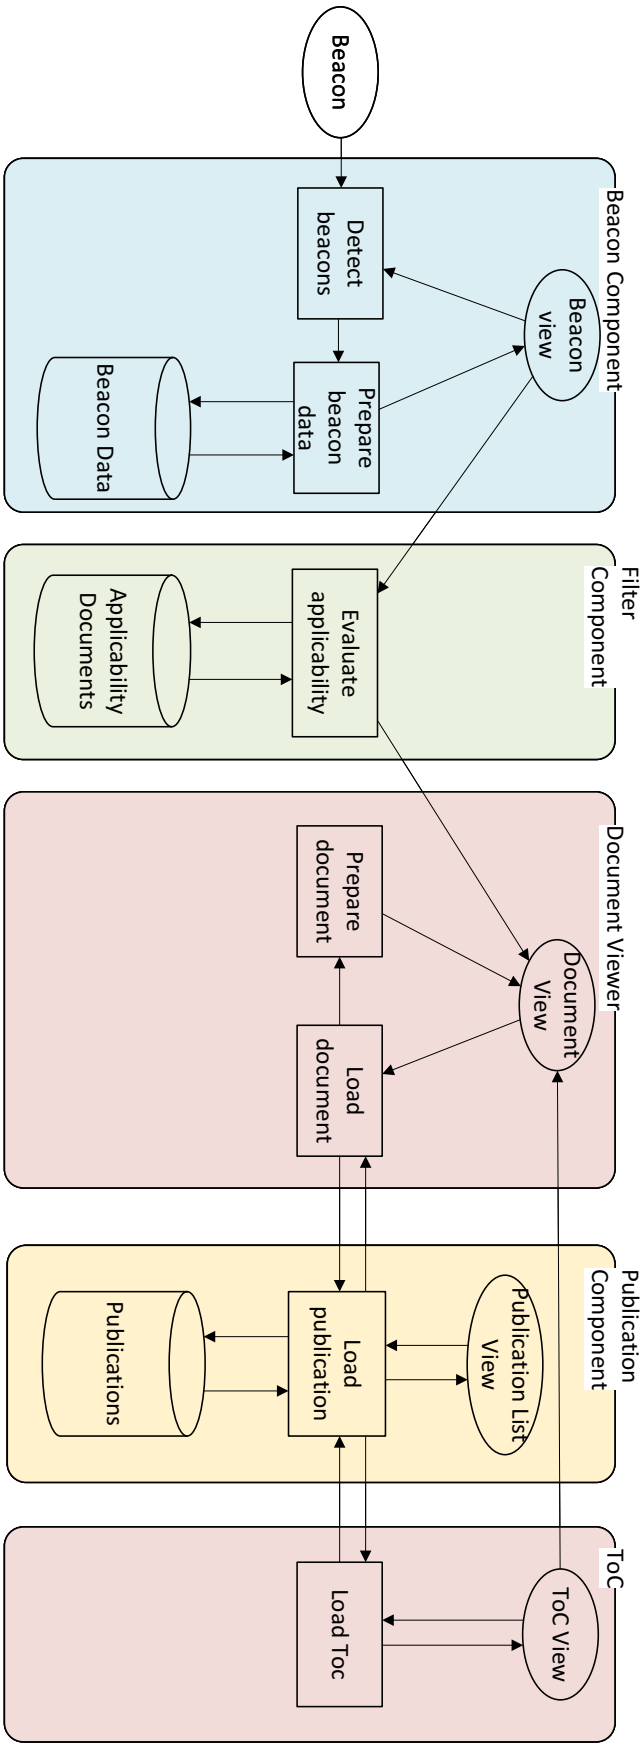 Beacon
Beacon Component
Beacon
view
Detect
beacons
Prepare
beacon
data
Beacon Data
Filter
Component
Evaluate
applicability
Applicability
Documents
Document Viewer
Document
View
Prepare
document
Load
document
Publication
Component
Publication List
View
Load
publication
Publications
ToC
ToC View
Load Toc